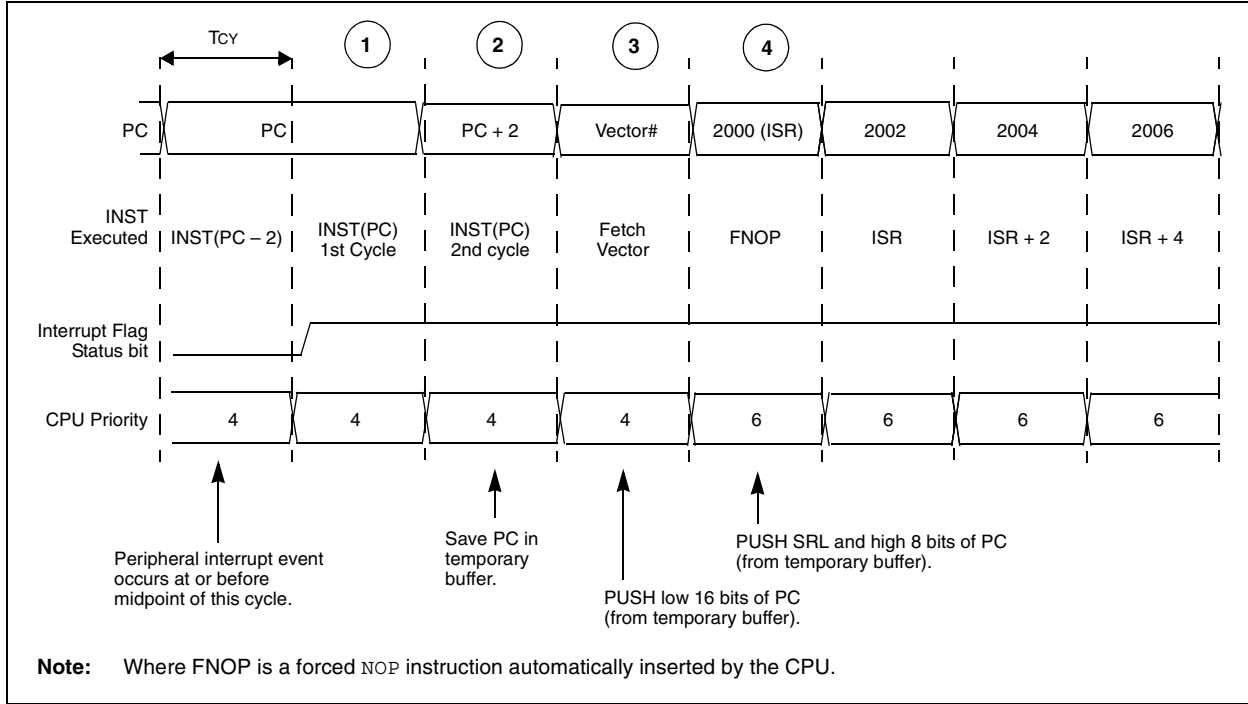 TCY
1 2 3 4
PC PC PC + 2 Vector# 2000 (ISR) 2002 2004 2006
INST
Executed
INST(PC – 2)
INST(PC)
1st Cycle
INST(PC)
2nd cycle
Fetch
Vector
FNOP
ISR
ISR + 2
ISR + 4
Interrupt Flag
Status bit
CPU Priority 4 4 4 4 6 6 6 6
Peripheral interrupt event
occurs at or before
midpoint of this cycle.
Save PC in
temporary
buffer.
PUSH low 16 bits of PC
(from temporary buffer).
PUSH SRL and high 8 bits of PC
(from temporary buffer).
Note: Where FNOP is a forced NOP instruction automatically inserted by the CPU.